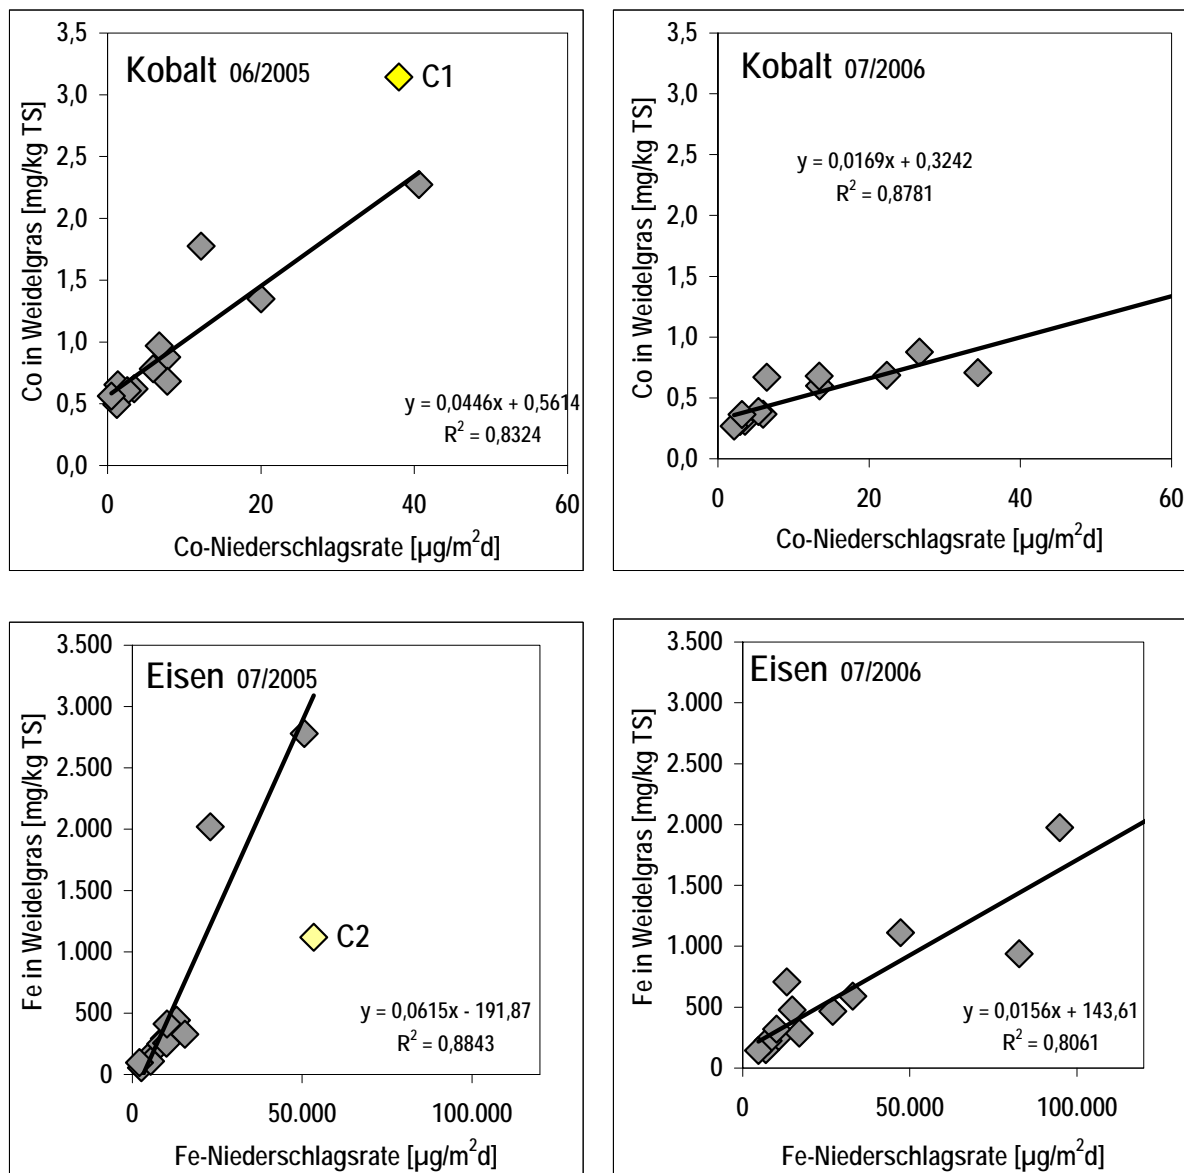 Kobalt 06/2005
C1
y = 0,0446x + 0,5614
R² = 0,8324
Co in Weidelgras [mg/kg TS]
3,5
3,0
2,5
2,0
1,5
1,0
0,5
0,0
0 20 40 60
Co-Niederschlagsrate [µg/m²d]
Kobalt 07/2006
y = 0,0169x + 0,3242
R² = 0,8781
Co in Weidelgras [mg/kg TS]
3,5
3,0
2,5
2,0
1,5
1,0
0,5
0,0
0 20 40 60
Co-Niederschlagsrate [µg/m²d]
Eisen 07/2005
C2
y = 0,0615x - 191,87
R² = 0,8843
Fe in Weidelgras [mg/kg TS]
3.500
3.000
2.500
2.000
1.500
1.000
500
0
0 50.000 100.000
Fe-Niederschlagsrate [µg/m²d]
Eisen 07/2006
y = 0,0156x + 143,61
R² = 0,8061
Fe in Weidelgras [mg/kg TS]
3.500
3.000
2.500
2.000
1.500
1.000
500
0
0 50.000 100.000
Fe-Niederschlagsrate [µg/m²d]